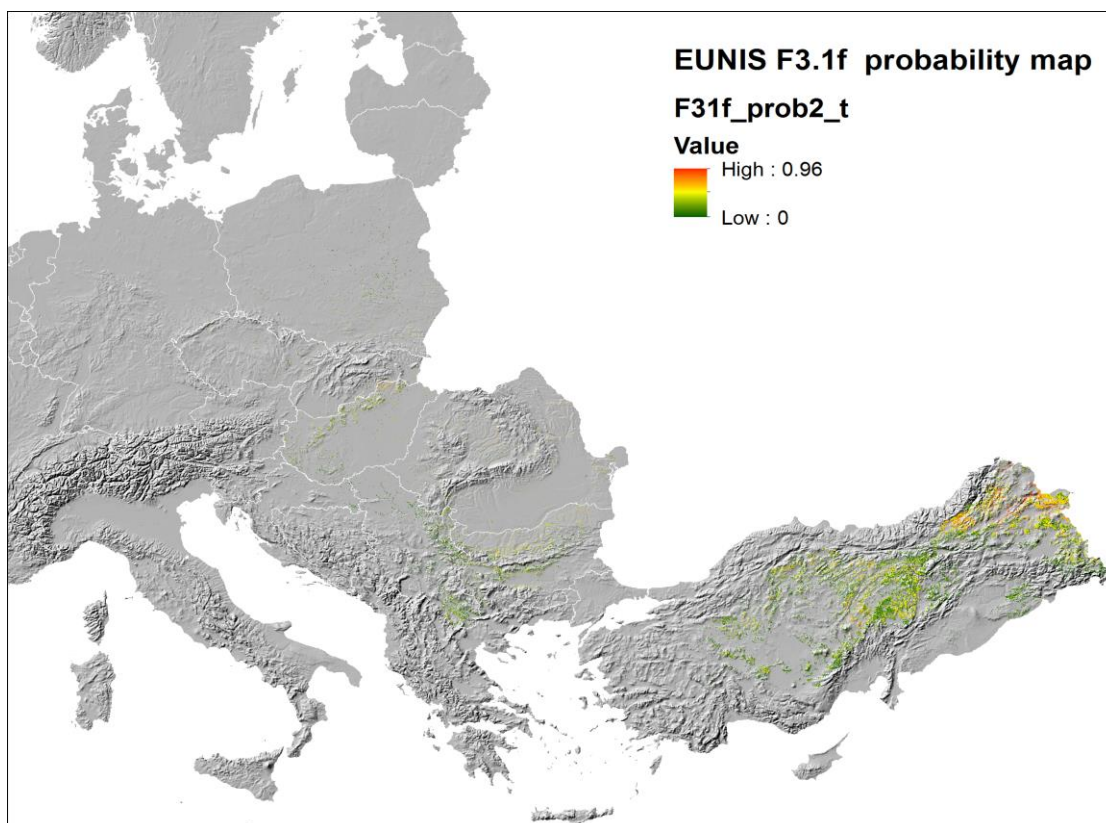 EUNIS F3.1f  probability map
F31f_prob2_t
Value
High : 0.96
Low : 0